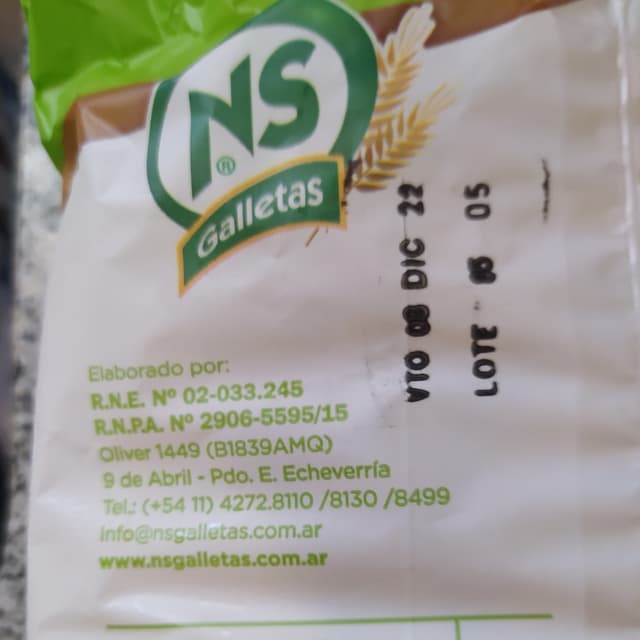 NS
®
Galletas
VTO 08 DIC 22
LOTE 05
Elaborado por:
R.N.E. Nº 02-033.245
R.N.P.A. Nº 2906-5595/15
Oliver 1449 (B1839AMQ)
9 de Abril - Pdo. E. Echeverría
Tel.: (+54 11) 4272.8110 /8130 /8499
info@nsgalletas.com.ar
www.nsgalletas.com.ar